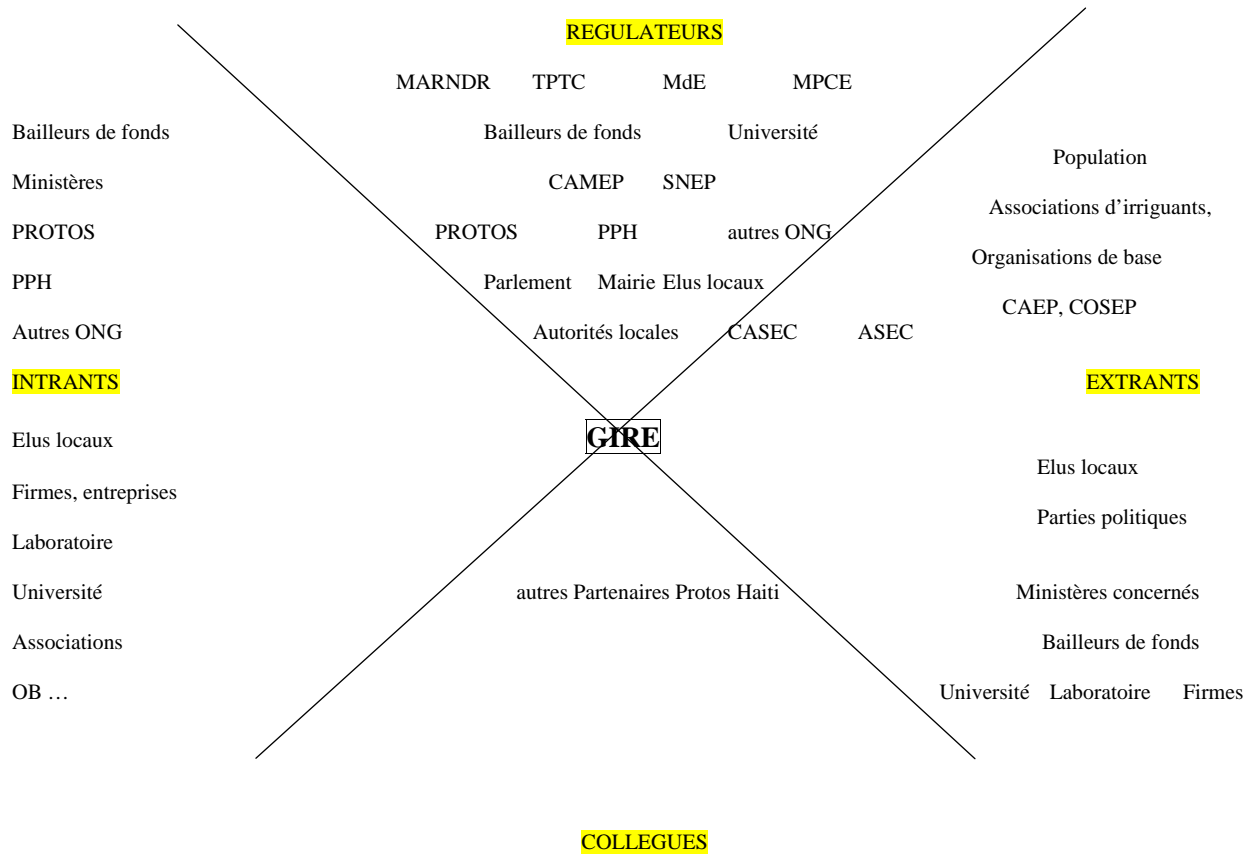 REGULATEURS
MARNDR TPTC MdE MPCE
Bailleurs de fonds Bailleurs de fonds Université
Population
Ministères CAMEP SNEP
Associations d’irriguants,
PROTOS PROTOS PPH autres ONG
Organisations de base
PPH Parlement Mairie Elus locaux
CAEP, COSEP
Autres ONG Autorités locales CASEC ASEC
INTRANTS EXTRANTS
GIRE
Elus locaux
Elus locaux
Firmes, entreprises
Parties politiques
Laboratoire
Université autres Partenaires Protos Haiti Ministères concernés
Associations Bailleurs de fonds
OB … Université Laboratoire Firmes
COLLEGUES